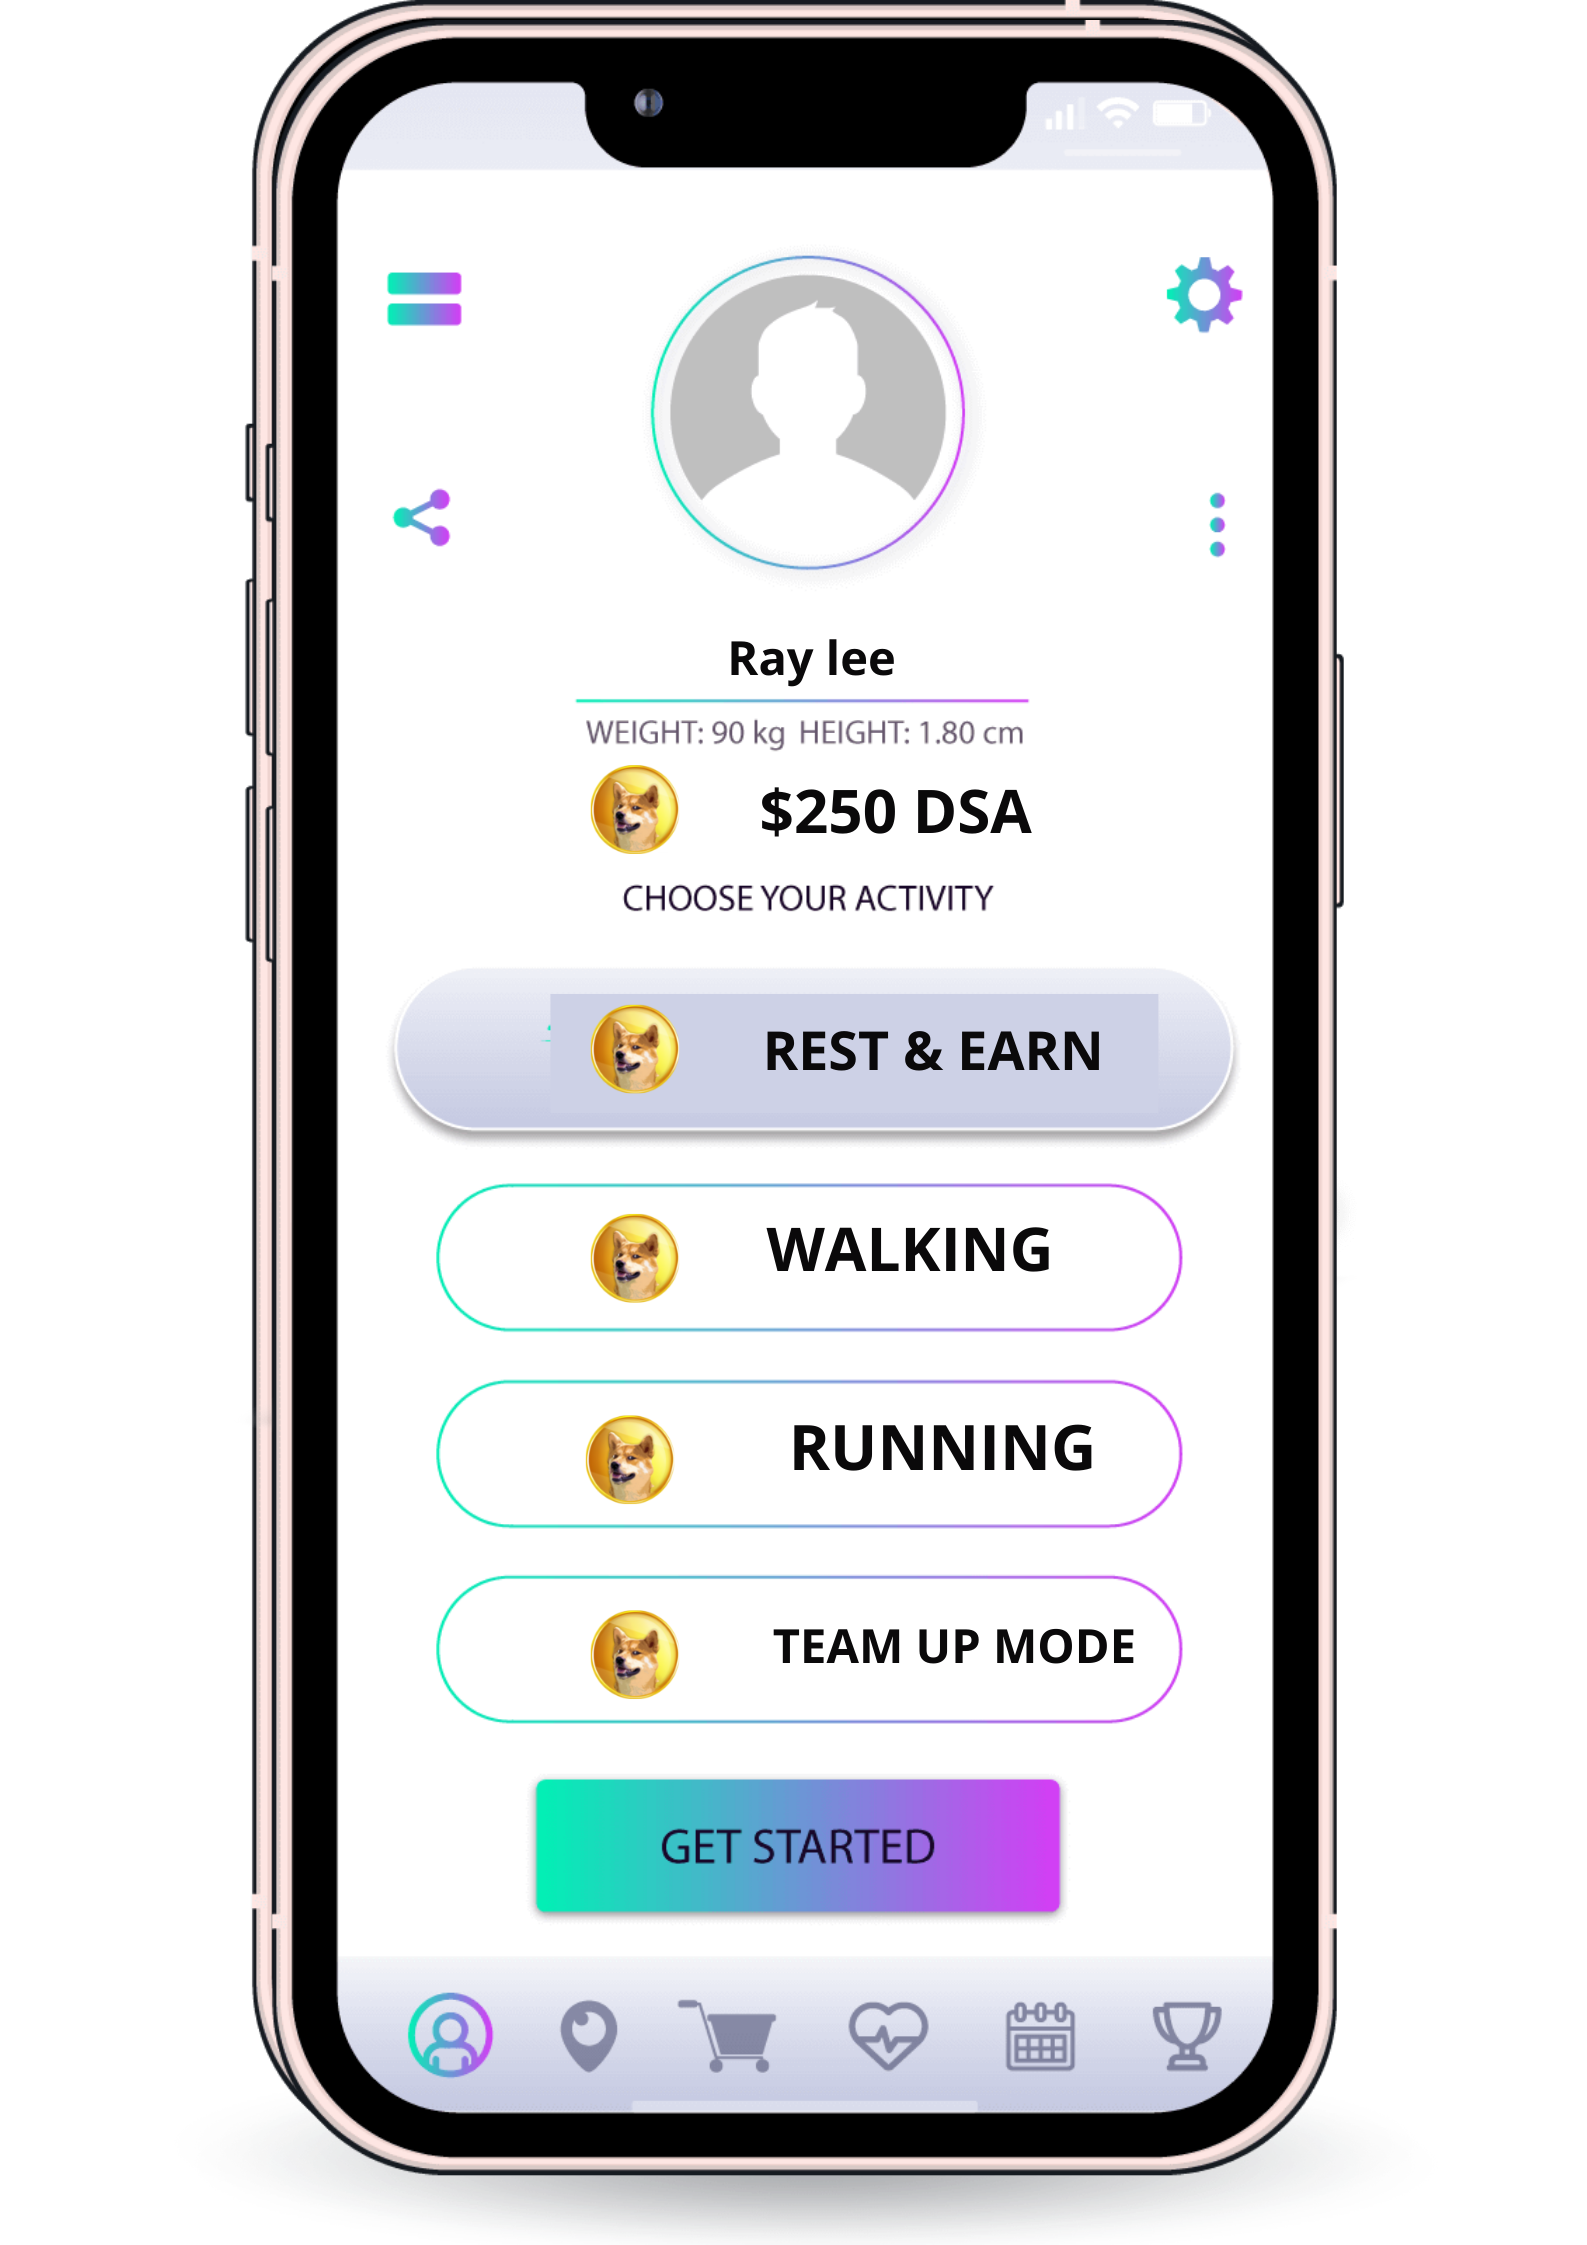 Ray lee
WEIGHT: 90 kg HEIGHT: 1.80 cm
$250 DSA
CHOOSE YOUR ACTIVITY
REST & EARN
WALKING
RUNNING
TEAM UP MODE
GET STARTED